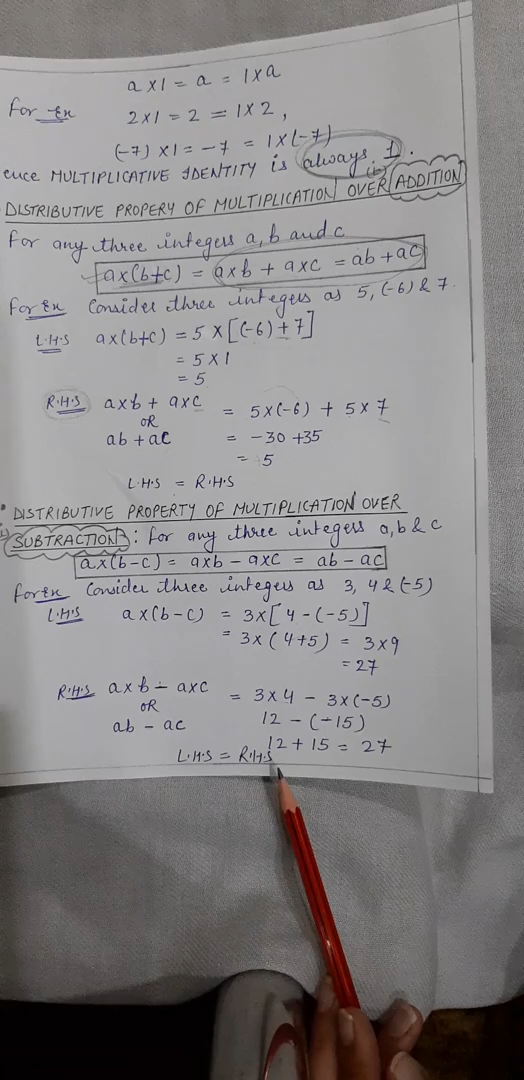 a×1 = a = 1×a
For Ex 2×1 = 2 = 1×2,
(-7) ×1 = -7 = 1×(-7)
ence MULTIPLICATIVE IDENTITY is always 1.
DISTRIBUTIVE PROPERY OF MULTIPLICATION OVER (i) ADDITION
For any three integers a, b and c
a×(b+c) = a×b + a×c = ab + ac
For Ex Consider three integers as 5, (-6) & 7.
L.H.S a×(b+c) = 5 × [(-6)+7]
= 5 × 1
= 5
R.H.S a×b + a×c = 5×(-6) + 5×7
OR
ab + ac = -30 +35
= 5
L.H.S = R.H.S
• DISTRIBUTIVE PROPERTY OF MULTIPLICATION OVER
SUBTRACTION : For any three integers a, b & c
a×(b-c) = a×b - a×c = ab - ac
For Ex Consider three integers as 3, 4 & (-5)
L.H.S a×(b-c) = 3×[4-(-5)]
= 3×(4+5) = 3×9
= 27
R.H.S a×b - a×c = 3×4 - 3×(-5)
OR
ab - ac 12 - (-15)
12 + 15 = 27
L.H.S = R.H.S